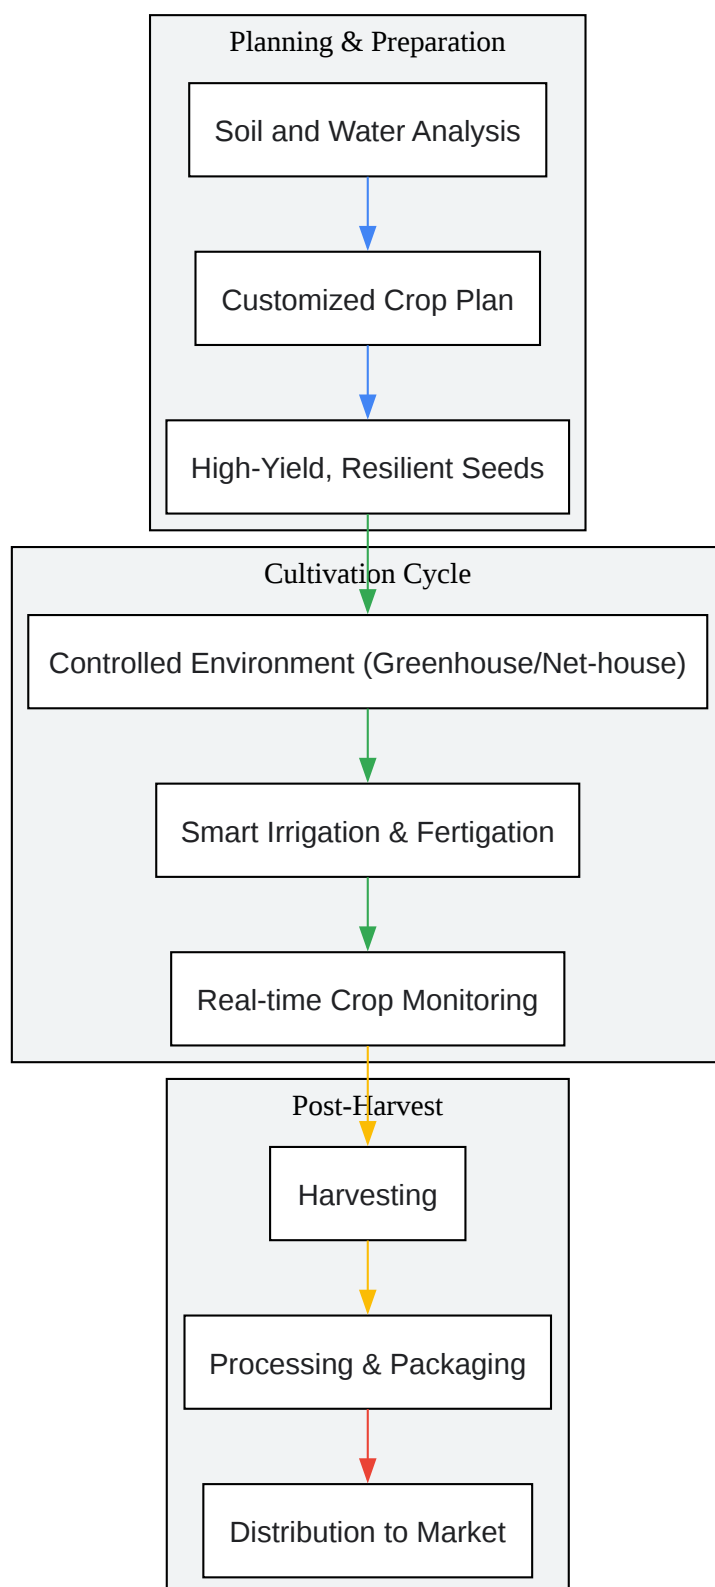 Planning & Preparation
Soil and Water Analysis
Customized Crop Plan
High-Yield, Resilient Seeds
Cultivation Cycle
Controlled Environment (Greenhouse/Net-house)
Smart Irrigation & Fertigation
Real-time Crop Monitoring
Post-Harvest
Harvesting
Processing & Packaging
Distribution to Market